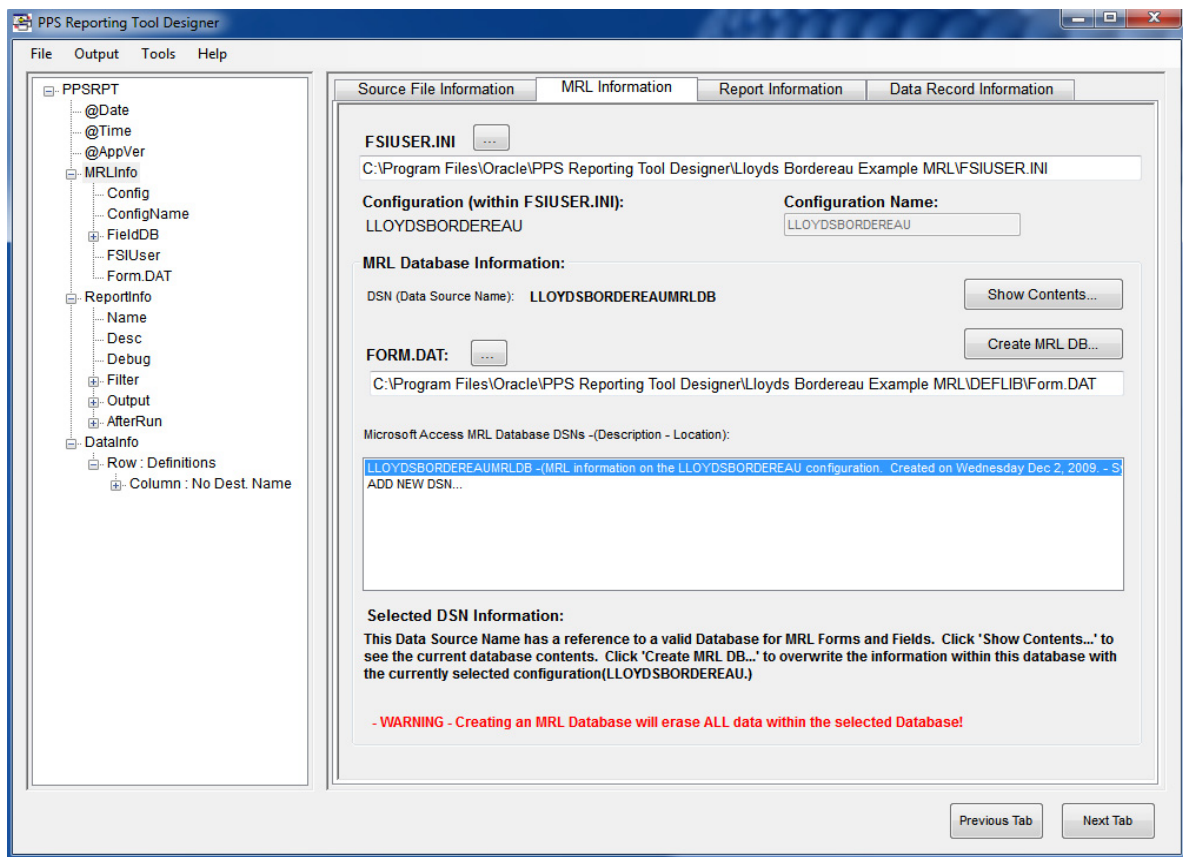 PPS Reporting Tool Designer
File Output Tools Help
PPSRPT
@Date
@Time
@AppVer
MRLInfo
Config
ConfigName
FieldDB
FSIUser
Form.DAT
ReportInfo
Name
Desc
Debug
Filter
Output
AfterRun
DataInfo
Row : Definitions
Column : No Dest. Name
Source File Information MRL Information Report Information Data Record Information
FSIUSER.INI ...
C:\Program Files\Oracle\PPS Reporting Tool Designer\Lloyds Bordereau Example MRL\FSIUSER.INI
Configuration (within FSIUSER.INI): Configuration Name:
LLOYDSBORDEREAU LLOYDSBORDEREAU
MRL Database Information:
DSN (Data Source Name): LLOYDSBORDEREAUMRLDB Show Contents...
Create MRL DB...
FORM.DAT: ...
C:\Program Files\Oracle\PPS Reporting Tool Designer\Lloyds Bordereau Example MRL\DEFLIB\Form.DAT
Microsoft Access MRL Database DSNs -(Description - Location):
LLOYDSBORDEREAUMRLDB -(MRL information on the LLOYDSBORDEREAU configuration. Created on Wednesday Dec 2, 2009. - S
ADD NEW DSN...
Selected DSN Information:
This Data Source Name has a reference to a valid Database for MRL Forms and Fields. Click 'Show Contents...' to
see the current database contents. Click 'Create MRL DB...' to overwrite the information within this database with
the currently selected configuration(LLOYDSBORDEREAU.)
- WARNING - Creating an MRL Database will erase ALL data within the selected Database!
Previous Tab Next Tab